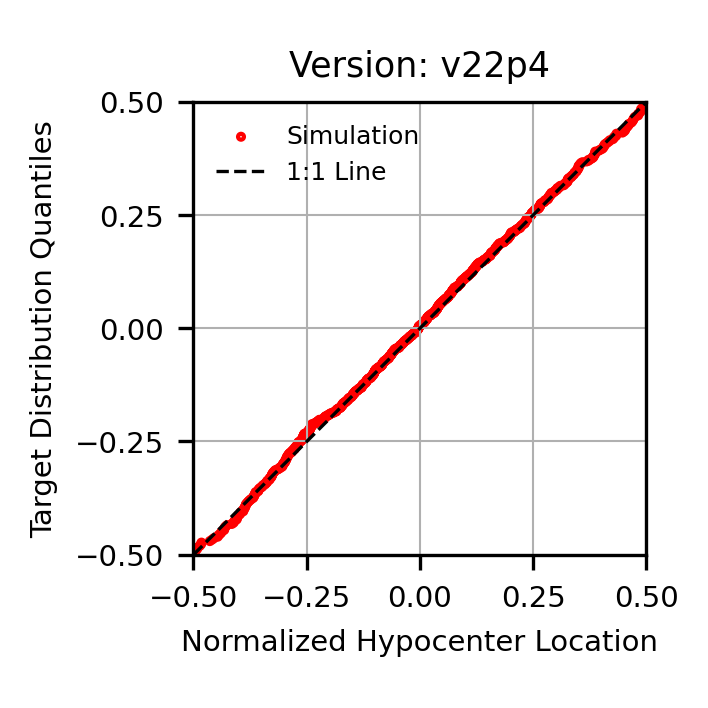 Version: v22p4
Target Distribution Quantiles
0.50
0.25
0.00
−0.25
−0.50
Simulation
1:1 Line
−0.50 −0.25 0.00 0.25 0.50
Normalized Hypocenter Location